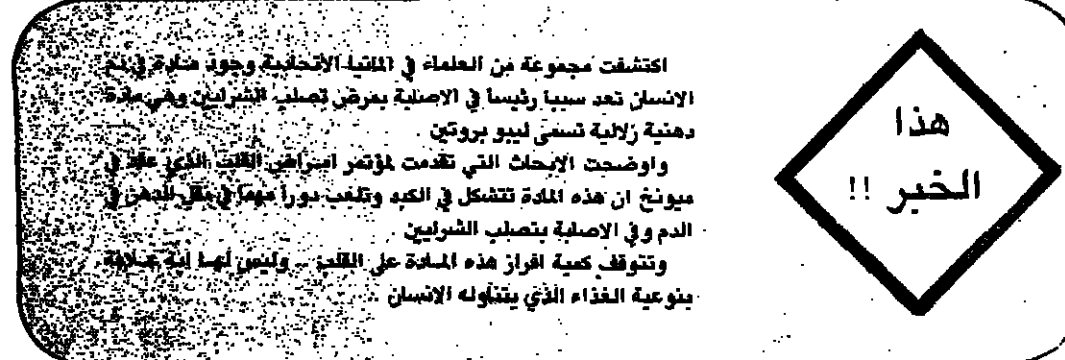 هذا
الخبر !!
اكتشفت مجموعة من العلماء في المانيا الاتحادية وجود مادة في دم
الانسان تعد سببا رئيسا في الاصابة بمرض تصلب الشرايين وهي مادة
دهنية زلالية تسمى ليبو بروتين .
واوضحت الابحاث التي تقدمت لمؤتمر امراض القلب الذي عقد في
ميونخ ان هذه المادة تتشكل في الكبد وتلعب دورا مهما في نقل الدهن في
الدم وفي الاصابة بتصلب الشرايين .
وتتوقف كمية افراز هذه المادة على القلب .. وليس لها اية علاقة
بنوعية الغذاء الذي يتناوله الانسان .